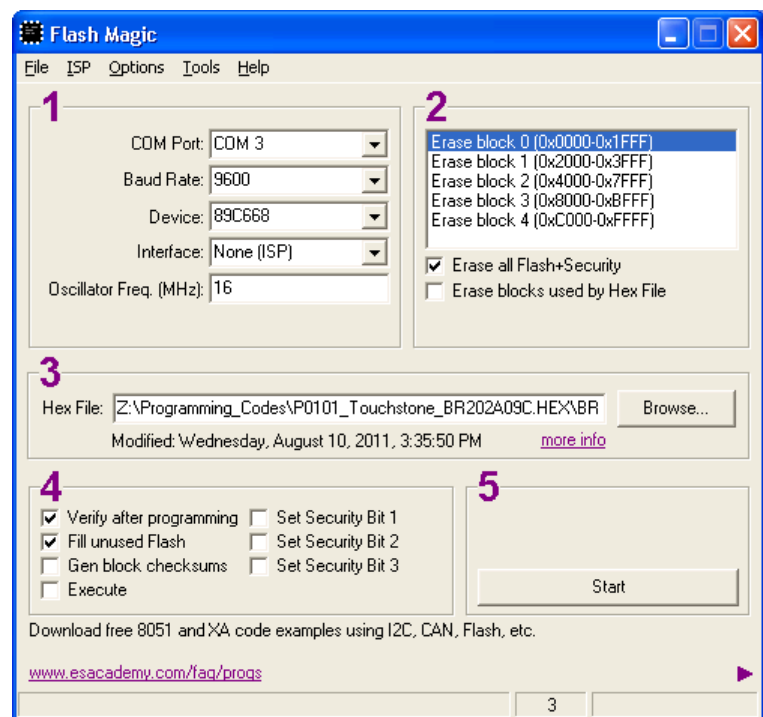 Flash Magic
File ISP Options Tools Help
1
COM Port: COM 3
Baud Rate: 9600
Device: 89C668
Interface: None (ISP)
Oscillator Freq. (MHz): 16
2
Erase block 0 (0x0000-0x1FFF)
Erase block 1 (0x2000-0x3FFF)
Erase block 2 (0x4000-0x7FFF)
Erase block 3 (0x8000-0xBFFF)
Erase block 4 (0xC000-0xFFFF)
Erase all Flash+Security
Erase blocks used by Hex File
3
Hex File: Z:\Programming_Codes\P0101_Touchstone_BR202A09C.HEX\BR Browse...
Modified: Wednesday, August 10, 2011, 3:35:50 PM more info
4
Verify after programming Set Security Bit 1
Fill unused Flash Set Security Bit 2
Gen block checksums Set Security Bit 3
Execute
5
Start
Download free 8051 and XA code examples using I2C, CAN, Flash, etc.
www.esacademy.com/faq/progs
3